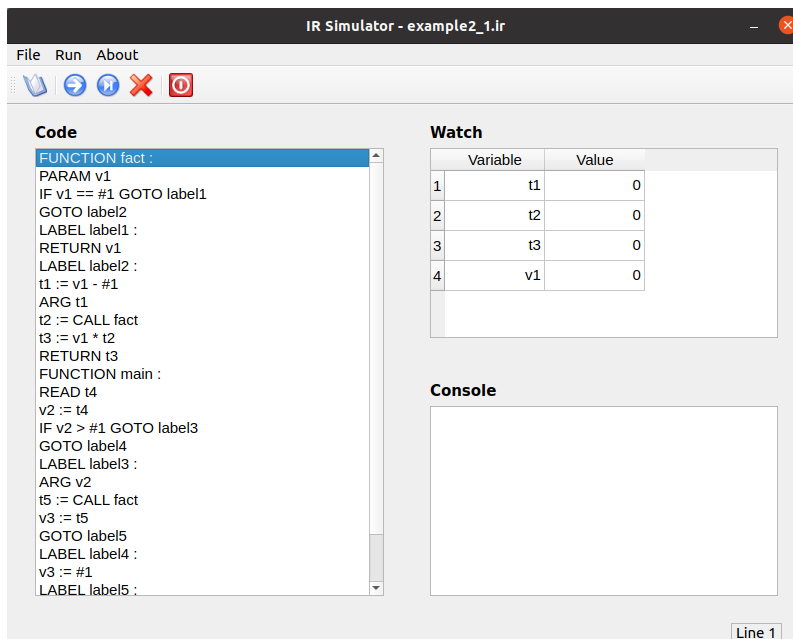 IR Simulator - example2_1.ir
File Run About
Code
FUNCTION fact :
PARAM v1
IF v1 == #1 GOTO label1
GOTO label2
LABEL label1 :
RETURN v1
LABEL label2 :
t1 := v1 - #1
ARG t1
t2 := CALL fact
t3 := v1 * t2
RETURN t3
FUNCTION main :
READ t4
v2 := t4
IF v2 > #1 GOTO label3
GOTO label4
LABEL label3 :
ARG v2
t5 := CALL fact
v3 := t5
GOTO label5
LABEL label4 :
v3 := #1
LABEL label5 :
Watch
Variable Value
1 t1 0
2 t2 0
3 t3 0
4 v1 0
Console
Line 1